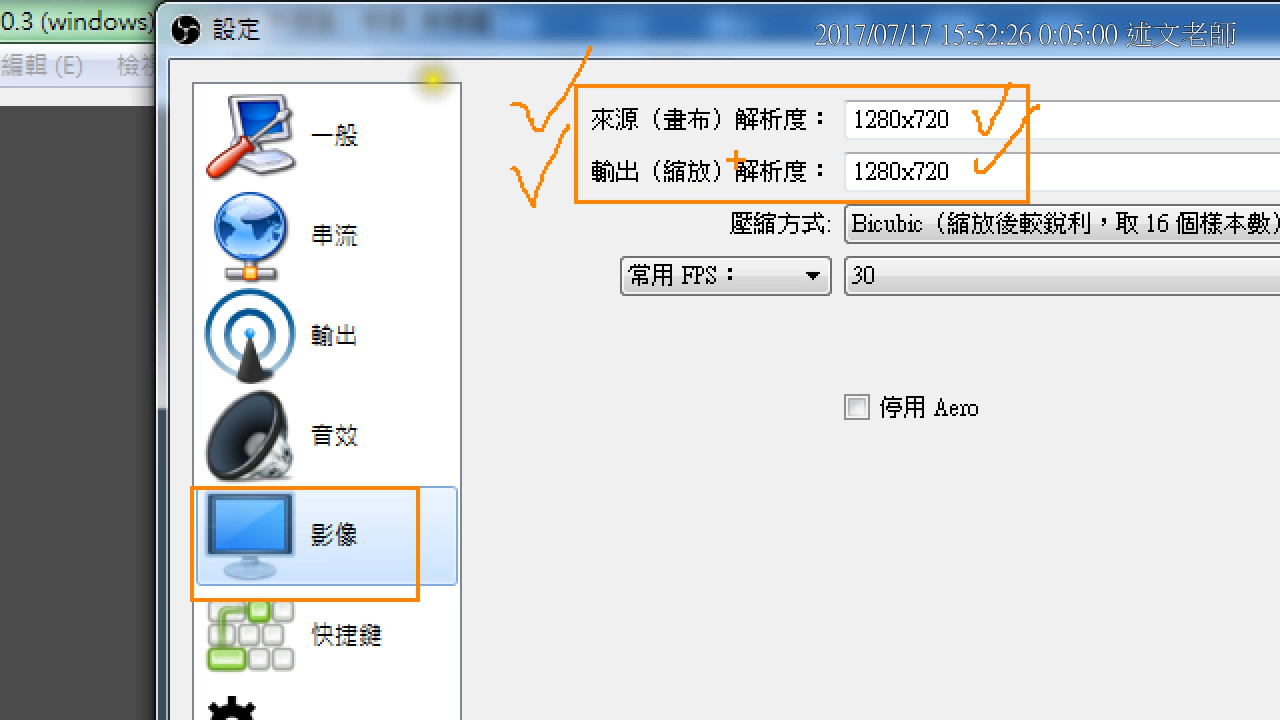 0.3 (windows)
設定
2017/07/17 15:52:26 0:05:00 述文老師
編輯 (E) 檢視
一般
串流
輸出
音效
影像
快捷鍵
來源（畫布）解析度： 1280x720
輸出（縮放）解析度： 1280x720
壓縮方式: Bicubic（縮放後較銳利，取 16 個樣本數）
常用 FPS： 30
停用 Aero